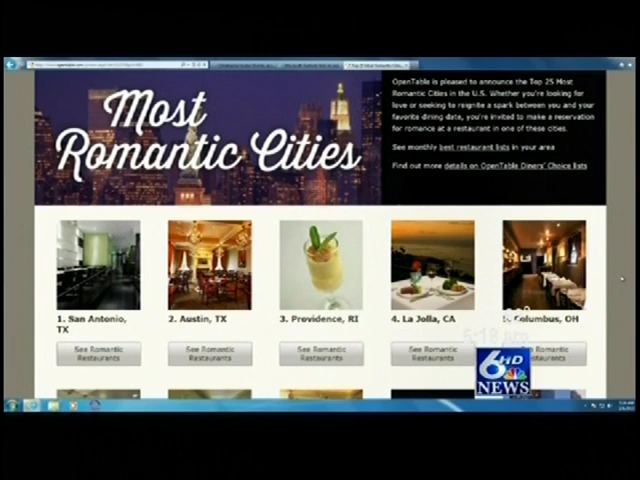 Most
Romantic Cities
OpenTable is pleased to announce the Top 25 Most
Romantic Cities in the U.S. Whether you're looking for
love or seeking to reignite a spark between you and your
favorite dining date, you're invited to make a reservation
for romance at a restaurant in one of these cities.
See monthly best restaurant lists in your area
Find out more details on OpenTable Diners' Choice lists
1. San Antonio,
TX
2. Austin, TX
3. Providence, RI
4. La Jolla, CA
Columbus, OH
See Romantic
Restaurants
See Romantic
Restaurants
See Romantic
Restaurants
See Romantic
Restaurants
Romantic
Restaurants
5:18
6 HD
NEWS